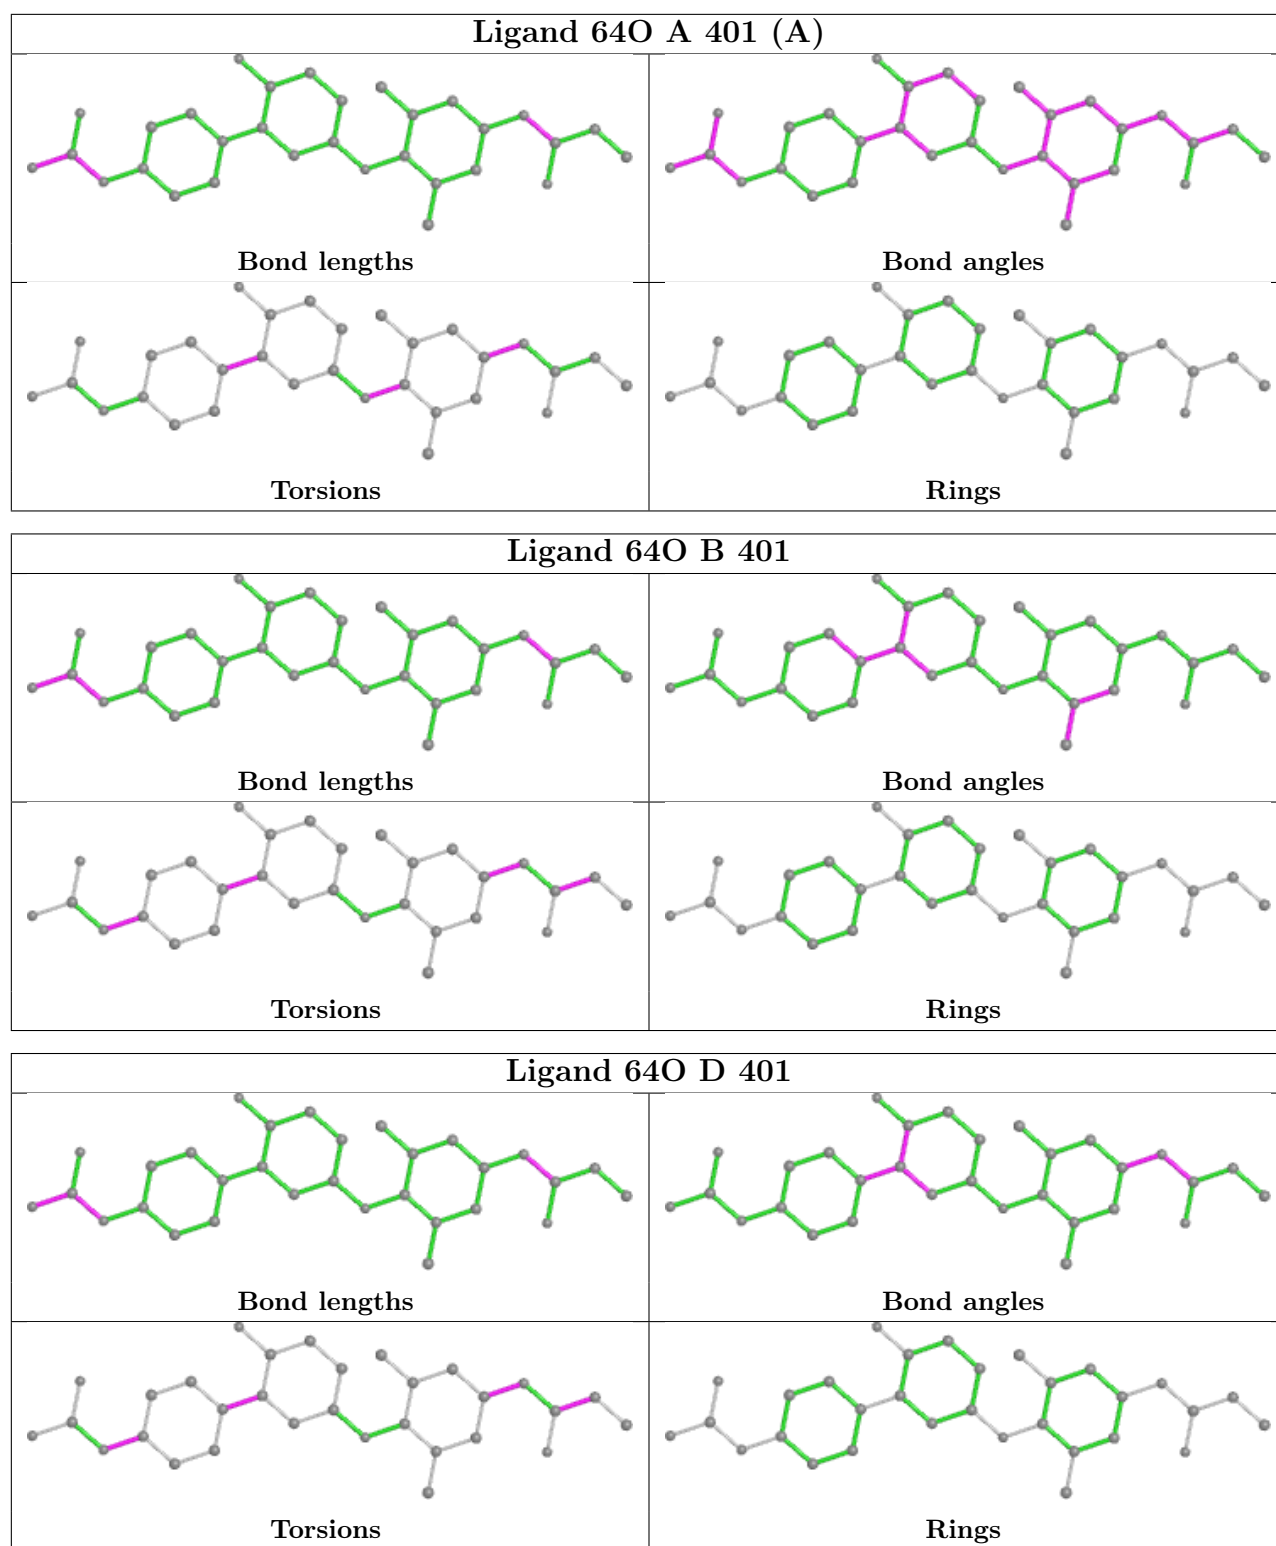 Ligand 64O A 401 (A)
Bond lengths
Bond angles
Torsions
Rings
Ligand 64O B 401
Bond lengths
Bond angles
Torsions
Rings
Ligand 64O D 401
Bond lengths
Bond angles
Torsions
Rings